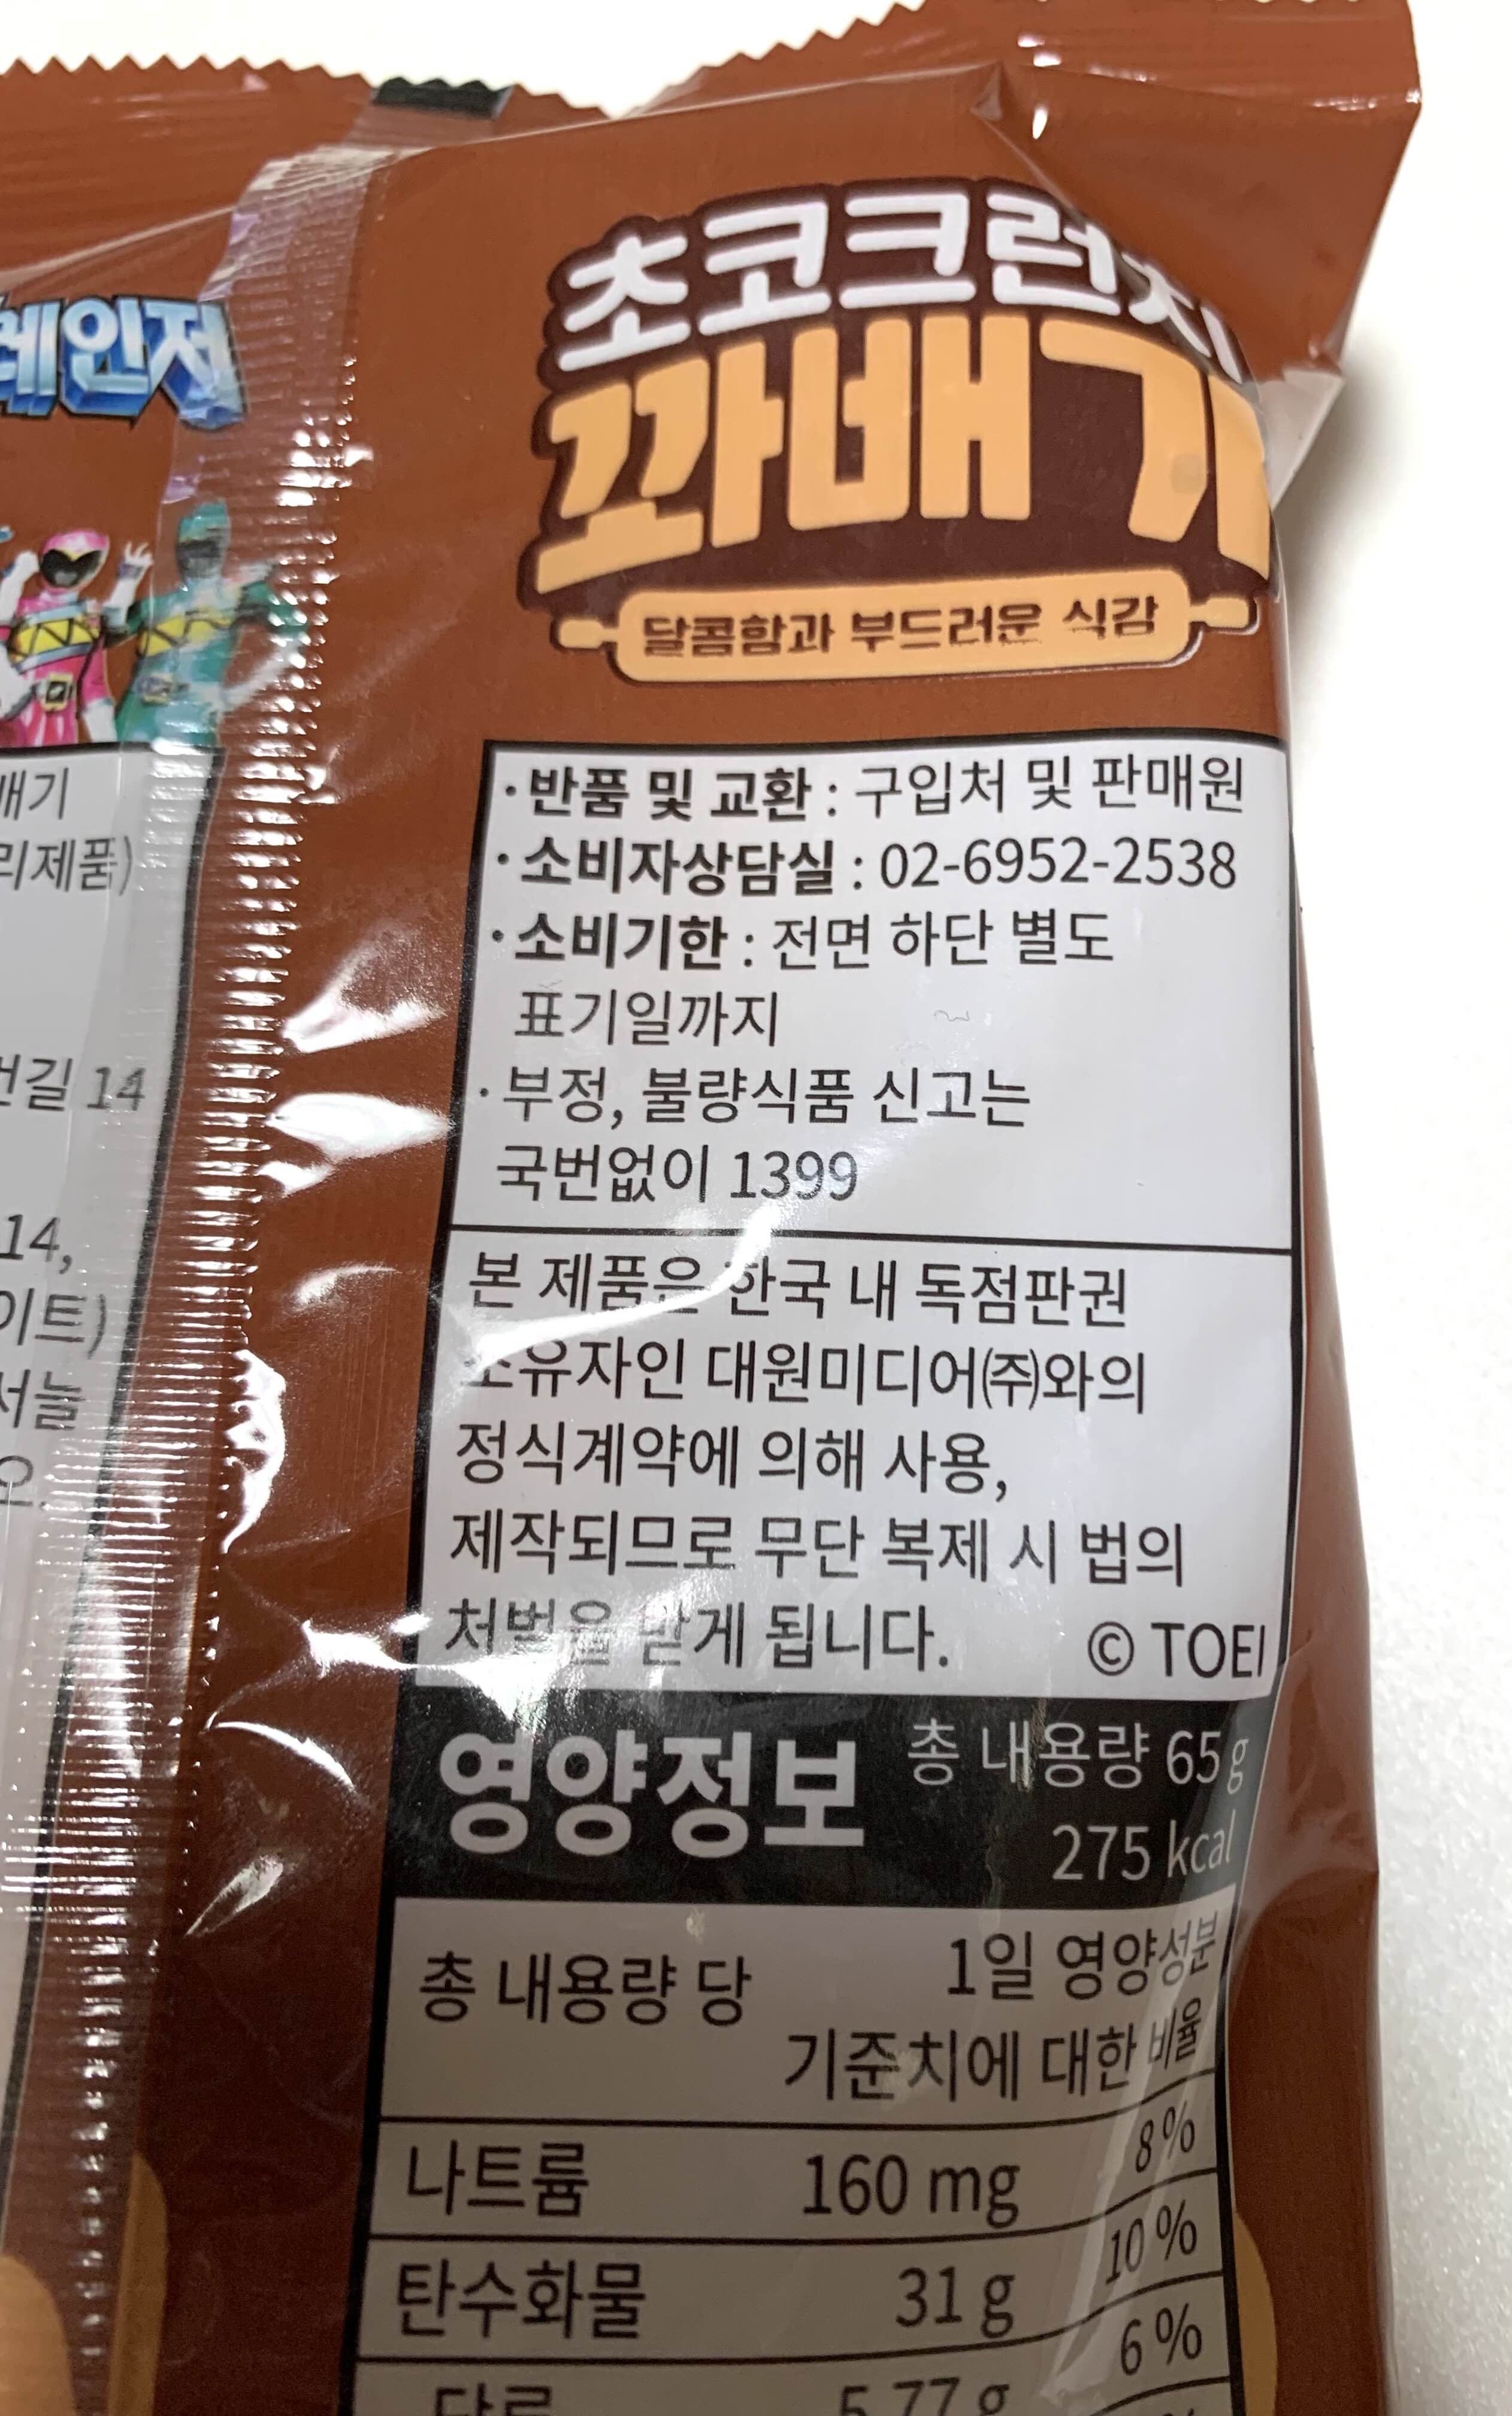 레인저
배기
리제품)
길 14
14,
이트)
서늘
오.
초코크런치
꽈배기
달콤함과 부드러운 식감
· 반품 및 교환 : 구입처 및 판매원
· 소비자상담실 : 02-6952-2538
· 소비기한 : 전면 하단 별도
표기일까지
· 부정, 불량식품 신고는
국번없이 1399
본 제품은 한국 내 독점판권
소유자인 대원미디어㈜와의
정식계약에 의해 사용,
제작되므로 무단 복제 시 법의
처벌을 받게 됩니다. © TOEI
영양정보 총 내용량 65 g
275 kcal
총 내용량 당 1일 영양성분
기준치에 대한 비율
나트륨 160 mg 8 %
탄수화물 31 g 10 %
당류 5.77 g 6 %